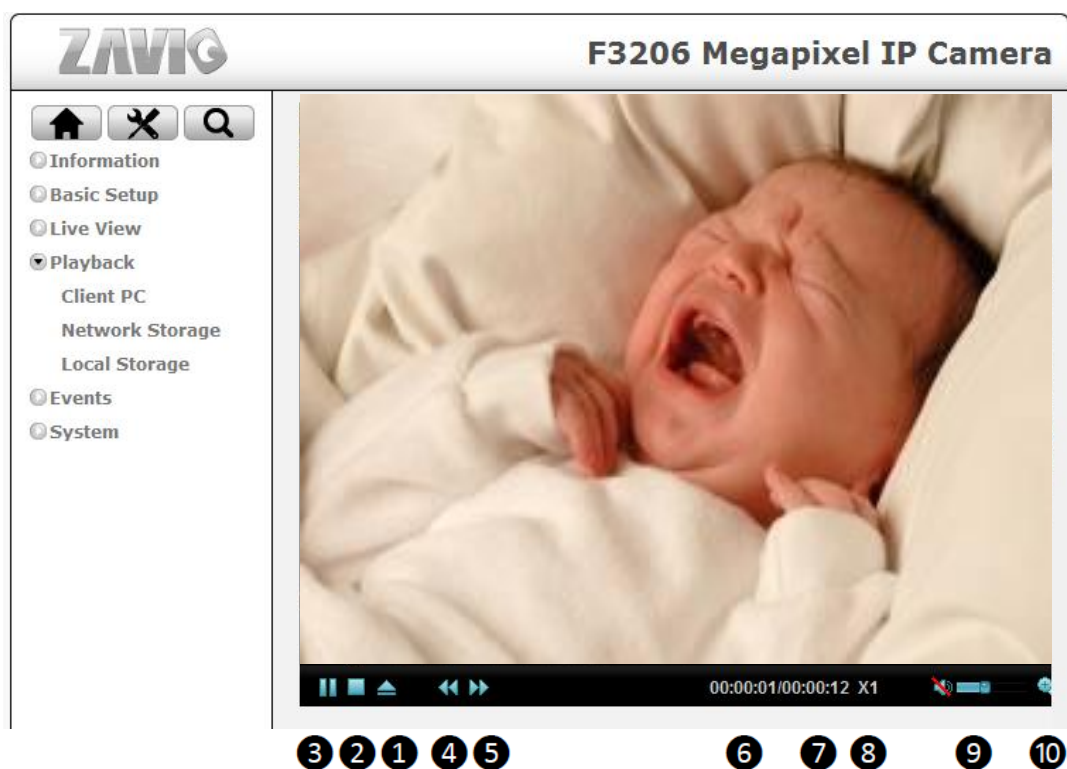 ZAVIO
F3206 Megapixel IP Camera
Information
Basic Setup
Live View
Playback
Client PC
Network Storage
Local Storage
Events
System
00:00:01/00:00:12 X1
3 2 1 4 5 6 7 8 9 10